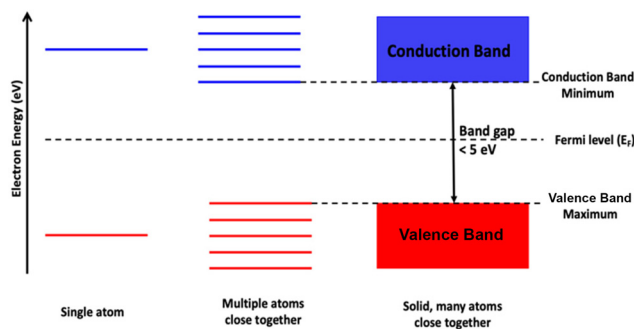 Electron Energy (eV)
Conduction Band
Conduction Band
Minimum
Band gap
< 5 eV
Fermi level (E_F)
Valence Band
Maximum
Valence Band
Single atom
Multiple atoms
close together
Solid, many atoms
close together